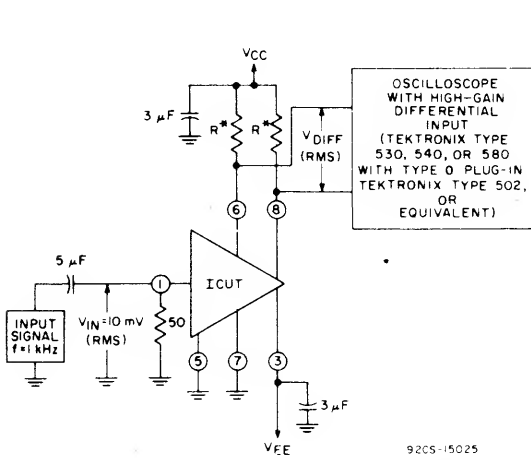 VCC
3 μF
R*
R*
VDIFF
(RMS)
OSCILLOSCOPE
WITH HIGH-GAIN
DIFFERENTIAL
INPUT
(TEKTRONIX TYPE
530, 540, OR 580
WITH TYPE O PLUG-IN
TEKTRONIX TYPE 502,
OR
EQUIVALENT)
6
8
5 μF
1
ICUT
INPUT
SIGNAL
f=1 kHz
VIN=10 mV
(RMS)
50
5
7
3
3 μF
VEE
92CS-15025